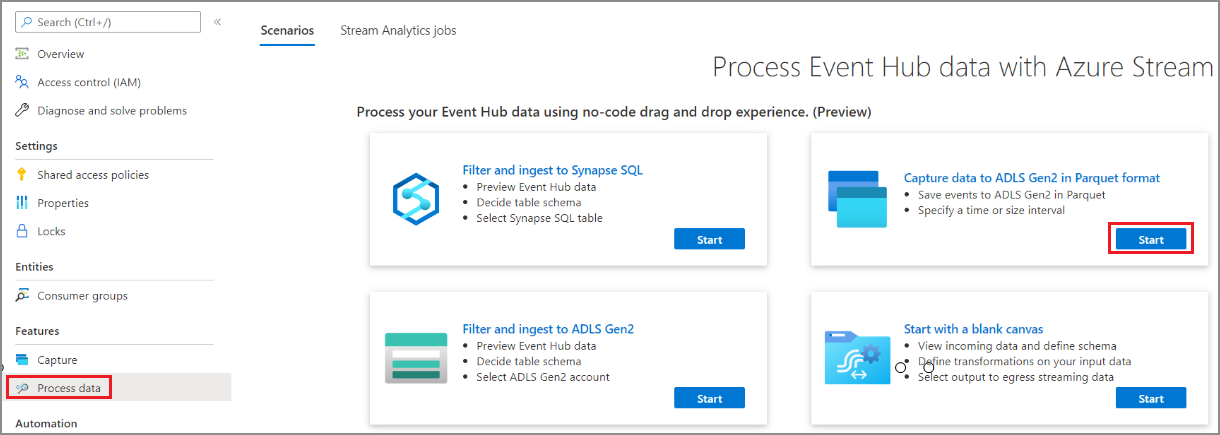 Search (Ctrl+/)
«
Overview
Access control (IAM)
Diagnose and solve problems
Settings
Shared access policies
Properties
Locks
Entities
Consumer groups
Features
Capture
Process data
Automation
Scenarios
Stream Analytics jobs
Process Event Hub data with Azure Stream
Process your Event Hub data using no-code drag and drop experience. (Preview)
Filter and ingest to Synapse SQL
• Preview Event Hub data
• Decide table schema
• Select Synapse SQL table
Start
Capture data to ADLS Gen2 in Parquet format
• Save events to ADLS Gen2 in Parquet
• Specify a time or size interval
Start
Filter and ingest to ADLS Gen2
• Preview Event Hub data
• Decide table schema
• Select ADLS Gen2 account
Start
Start with a blank canvas
• View incoming data and define schema
• Define transformations on your input data
• Select output to egress streaming data
Start